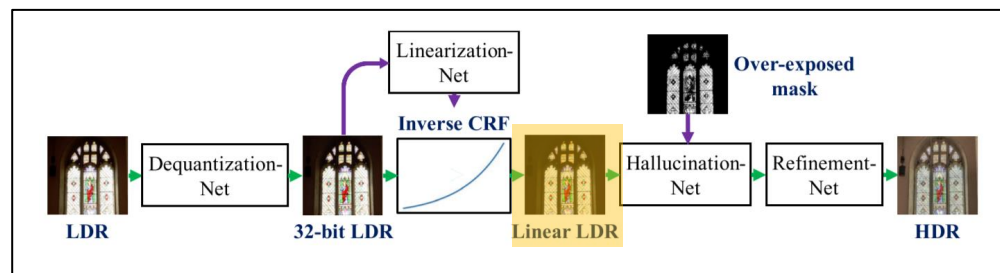 Linearization-
Net
Over-exposed
mask
Inverse CRF
Dequantization-
Net
Hallucination-
Net
Refinement-
Net
LDR
32-bit LDR
Linear LDR
HDR